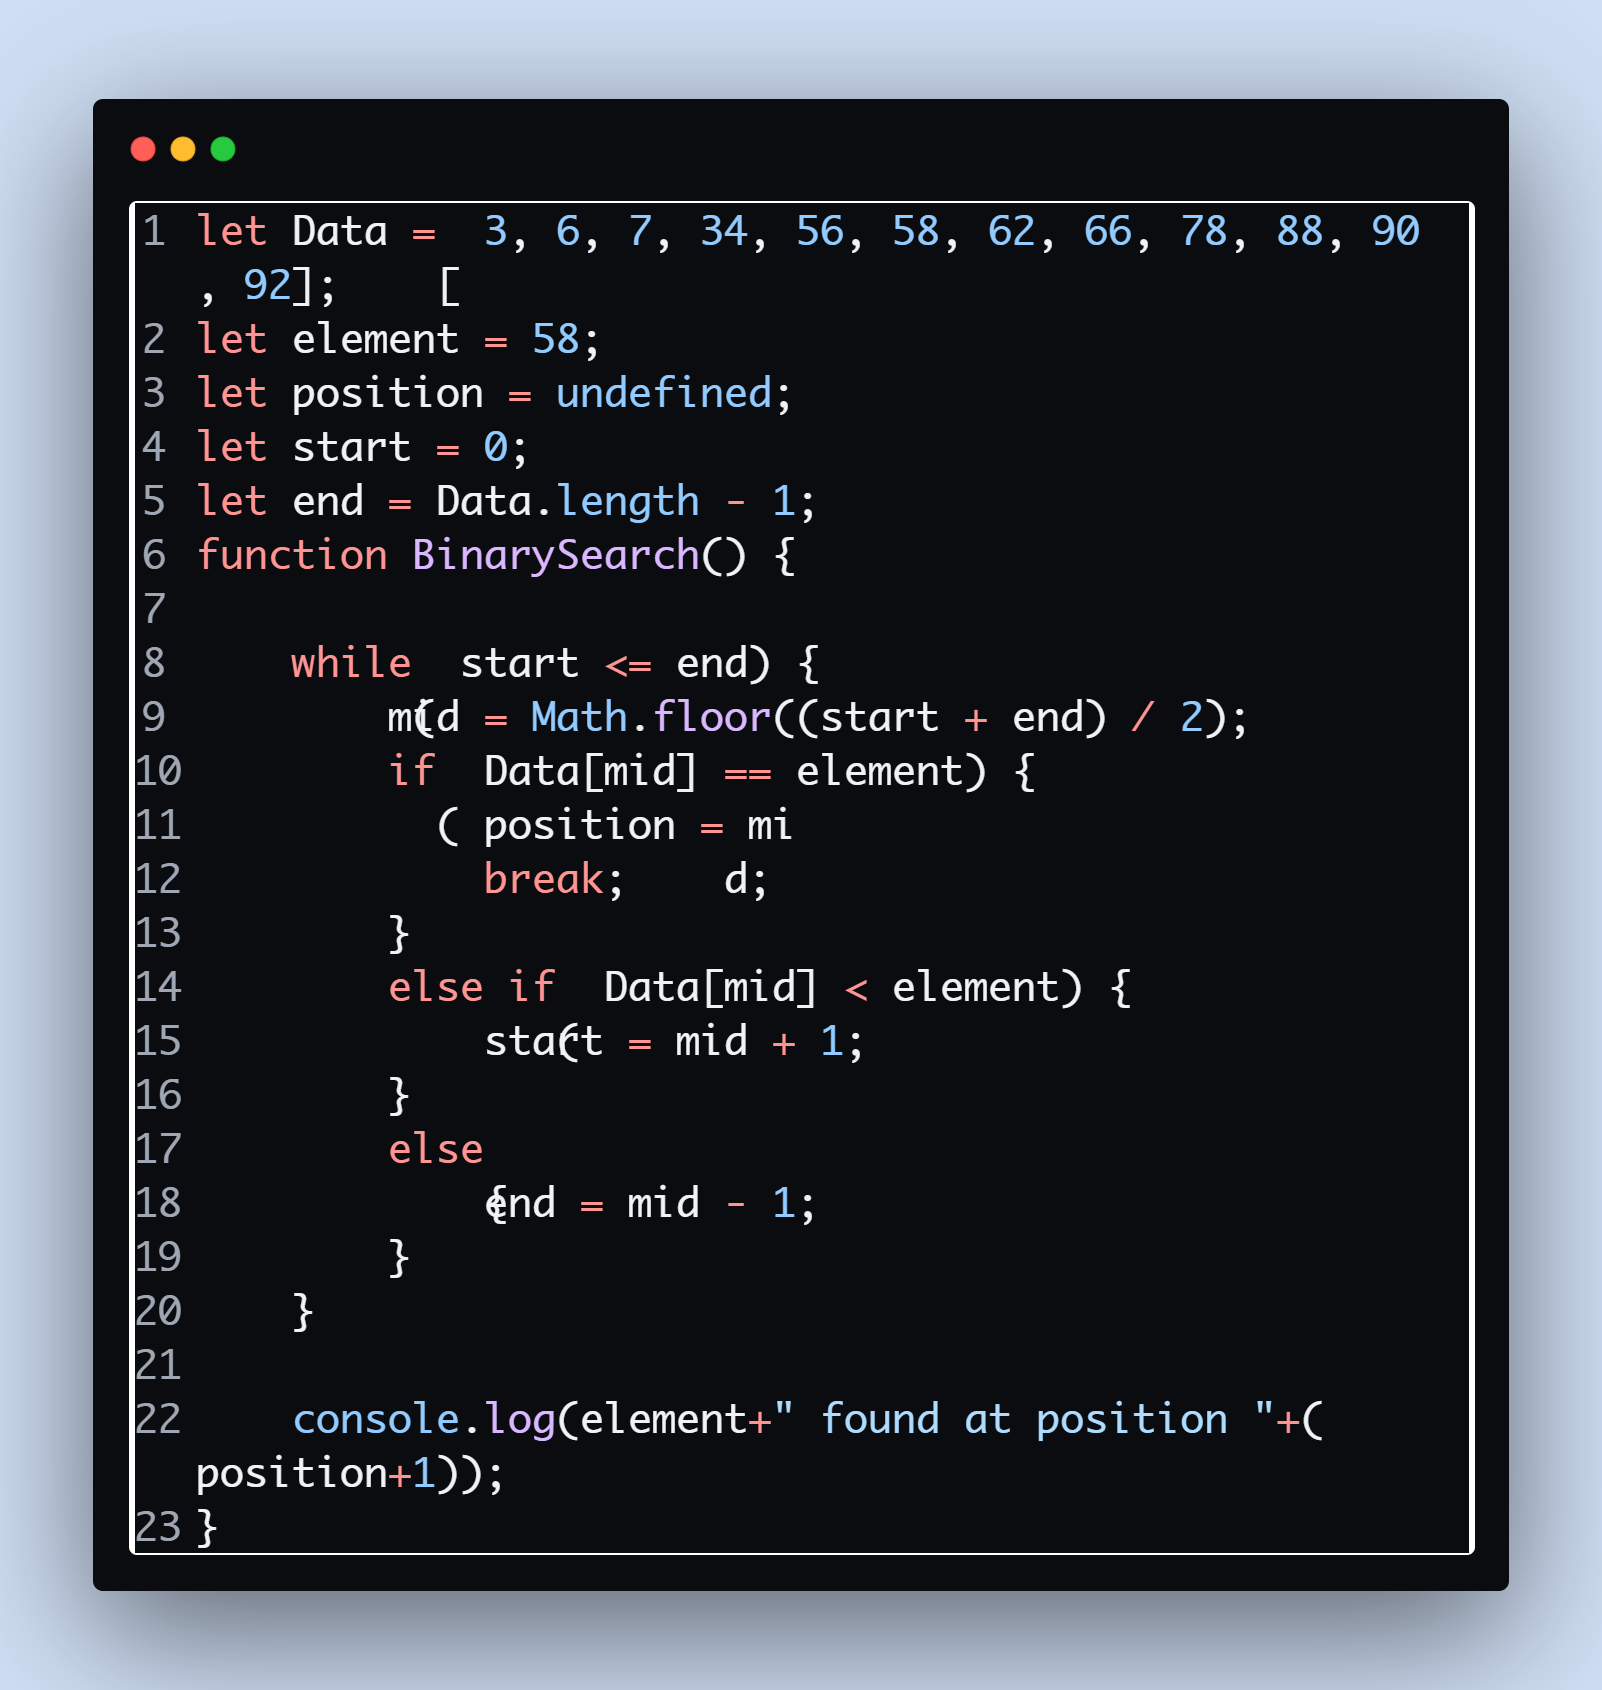 1 let Data =  3, 6, 7, 34, 56, 58, 62, 66, 78, 88, 90
, 92];    [
2 let element = 58;
3 let position = undefined;
4 let start = 0;
5 let end = Data.length - 1;
6 function BinarySearch() {
7
8     while  start <= end) {
9         mid = Math.floor((start + end) / 2);
(
10         if  Data[mid] == element) {
11           ( position = mi
12             break;    d;
13         }
14         else if  Data[mid] < element) {
15             start = mid + 1;
(
16         }
17         else
18             end = mid - 1;
{
19         }
20     }
21
22     console.log(element+" found at position "+(
position+1));
23 }